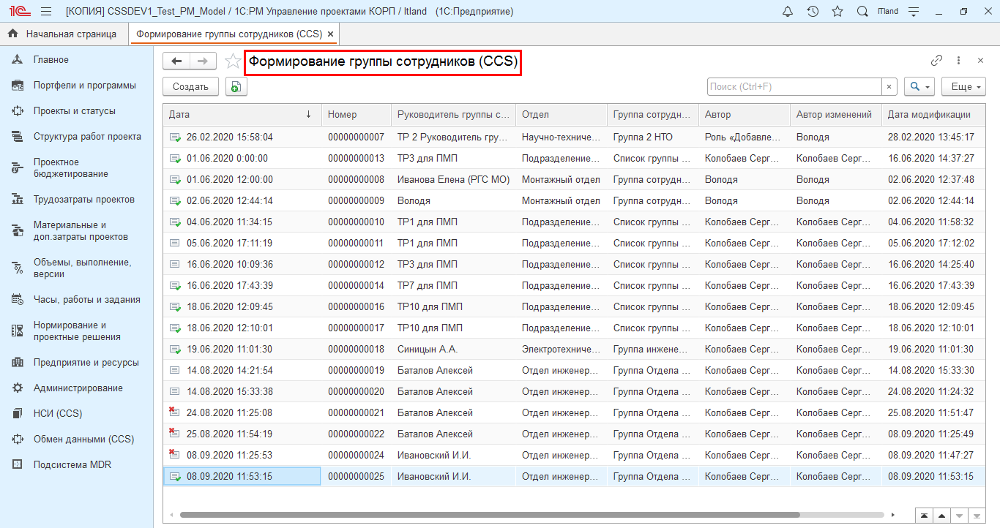 [КОПИЯ] CSSDEV1_Test_PM_Model / 1С:PM Управление проектами КОРП / Itland (1С:Предприятие)
Itland
Начальная страница
Формирование группы сотрудников (CCS)
Главное
Портфели и программы
Проекты и статусы
Структура работ проекта
Проектное
бюджетирование
Трудозатраты проектов
Материальные и
доп.затраты проектов
Объемы, выполнение,
версии
Часы, работы и задания
Нормирование и
проектные решения
Предприятие и ресурсы
Администрирование
НСИ (CCS)
Обмен данными (CCS)
Подсистема MDR
Формирование группы сотрудников (CCS)
Создать
Поиск (Ctrl+F)
×
Еще
Дата ↓ Номер Руководитель группы с... Отдел Группа сотрудн... Автор Автор изменений Дата модификации
26.02.2020 15:58:04 00000000007 ТР 2 Руководитель гру... Научно-техниче... Группа 2 НТО Роль «Добавле... Володя 28.02.2020 13:45:17
01.06.2020 0:00:00 00000000013 ТР3 для ПМП Подразделение... Список группы ... Колобаев Серг... Колобаев Серг... 16.06.2020 14:37:27
01.06.2020 12:00:00 00000000008 Иванова Елена (РГС МО) Монтажный отдел Группа сотрудн... Володя Володя 02.06.2020 12:37:48
02.06.2020 12:44:14 00000000009 Володя Монтажный отдел Группа сотрудн... Володя Володя 02.06.2020 12:44:14
04.06.2020 11:34:15 00000000010 ТР1 для ПМП Подразделение... Список группы ... Колобаев Серг... Колобаев Серг... 04.06.2020 11:58:32
05.06.2020 17:11:19 00000000011 ТР1 для ПМП Подразделение... Список группы ... Колобаев Серг... Колобаев Серг... 05.06.2020 17:12:02
16.06.2020 10:09:36 00000000012 ТР3 для ПМП Подразделение... Список группы ... Колобаев Серг... Колобаев Серг... 16.06.2020 14:25:40
16.06.2020 17:43:39 00000000014 ТР7 для ПМП Подразделение... Список группы ... Колобаев Серг... Колобаев Серг... 16.06.2020 17:43:39
18.06.2020 12:09:45 00000000016 ТР10 для ПМП Подразделение... Список группы ... Колобаев Серг... Колобаев Серг... 18.06.2020 12:09:45
18.06.2020 12:10:01 00000000017 ТР10 для ПМП Подразделение... Список группы ... Колобаев Серг... Колобаев Серг... 18.06.2020 12:10:01
19.06.2020 11:01:30 00000000018 Синицын А.А. Электротехниче... Группа инжене... Колобаев Серг... Колобаев Серг... 19.06.2020 11:01:30
14.08.2020 14:21:54 00000000019 Баталов Алексей Отдел инженер... Группа Отдела ... Колобаев Серг... Колобаев Серг... 14.08.2020 15:33:30
14.08.2020 15:33:38 00000000020 Баталов Алексей Отдел инженер... Группа Отдела ... Колобаев Серг... Колобаев Серг... 24.08.2020 11:24:32
24.08.2020 11:25:08 00000000021 Баталов Алексей Отдел инженер... Группа Отдела ... Колобаев Серг... Колобаев Серг... 25.08.2020 11:51:47
25.08.2020 11:54:19 00000000022 Баталов Алексей Отдел инженер... Группа Отдела ... Колобаев Серг... Колобаев Серг... 08.09.2020 11:25:49
08.09.2020 11:25:53 00000000024 Ивановский И.И. Отдел инженер... Группа Отдела ... Колобаев Серг... Колобаев Серг... 08.09.2020 11:47:27
08.09.2020 11:53:15 00000000025 Ивановский И.И. Отдел инженер... Группа Отдела ... Колобаев Серг... Колобаев Серг... 08.09.2020 11:53:15